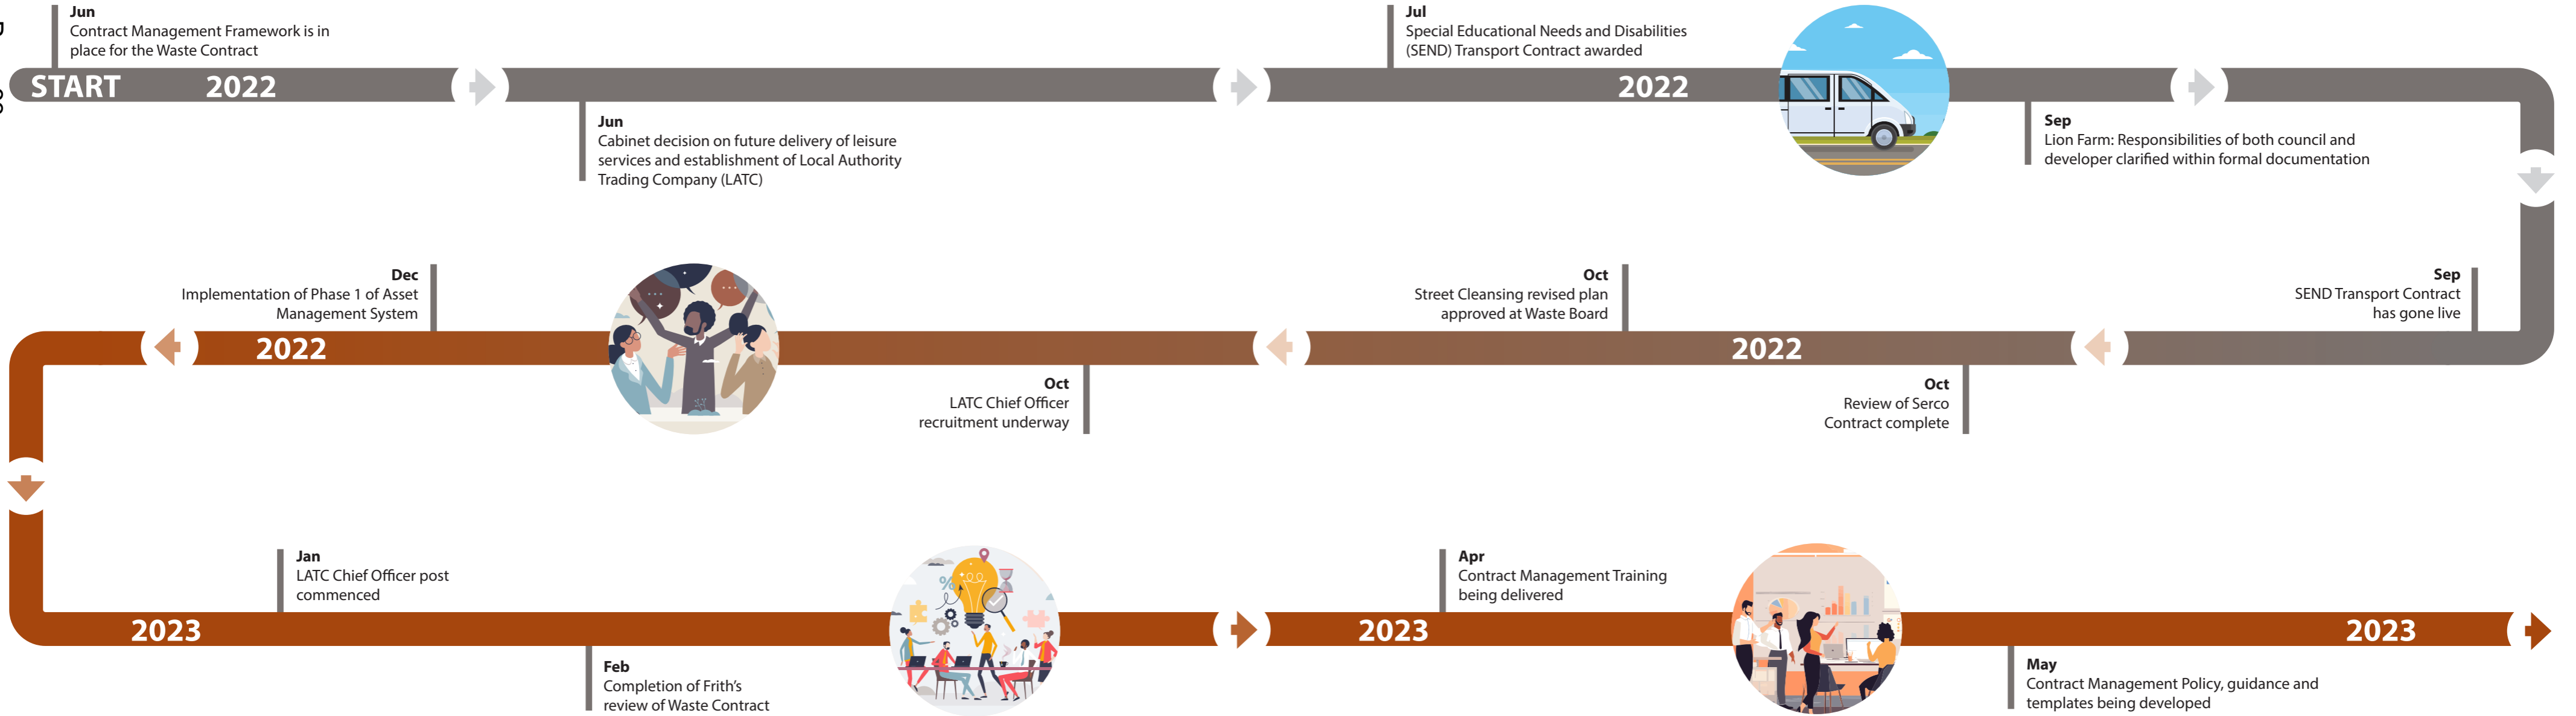 Jun
Contract Management Framework is in
place for the Waste Contract
Jul
Special Educational Needs and Disabilities
(SEND) Transport Contract awarded
START 2022
2022
Jun
Cabinet decision on future delivery of leisure
services and establishment of Local Authority
Trading Company (LATC)
Sep
Lion Farm: Responsibilities of both council and
developer clarified within formal documentation
Sep
SEND Transport Contract
has gone live
Oct
Street Cleansing revised plan
approved at Waste Board
Dec
Implementation of Phase 1 of Asset
Management System
2022
2022
Oct
Review of Serco
Contract complete
Oct
LATC Chief Officer
recruitment underway
Jan
LATC Chief Officer post
commenced
Apr
Contract Management Training
being delivered
2023
2023
2023
Feb
Completion of Frith's
review of Waste Contract
May
Contract Management Policy, guidance and
templates being developed